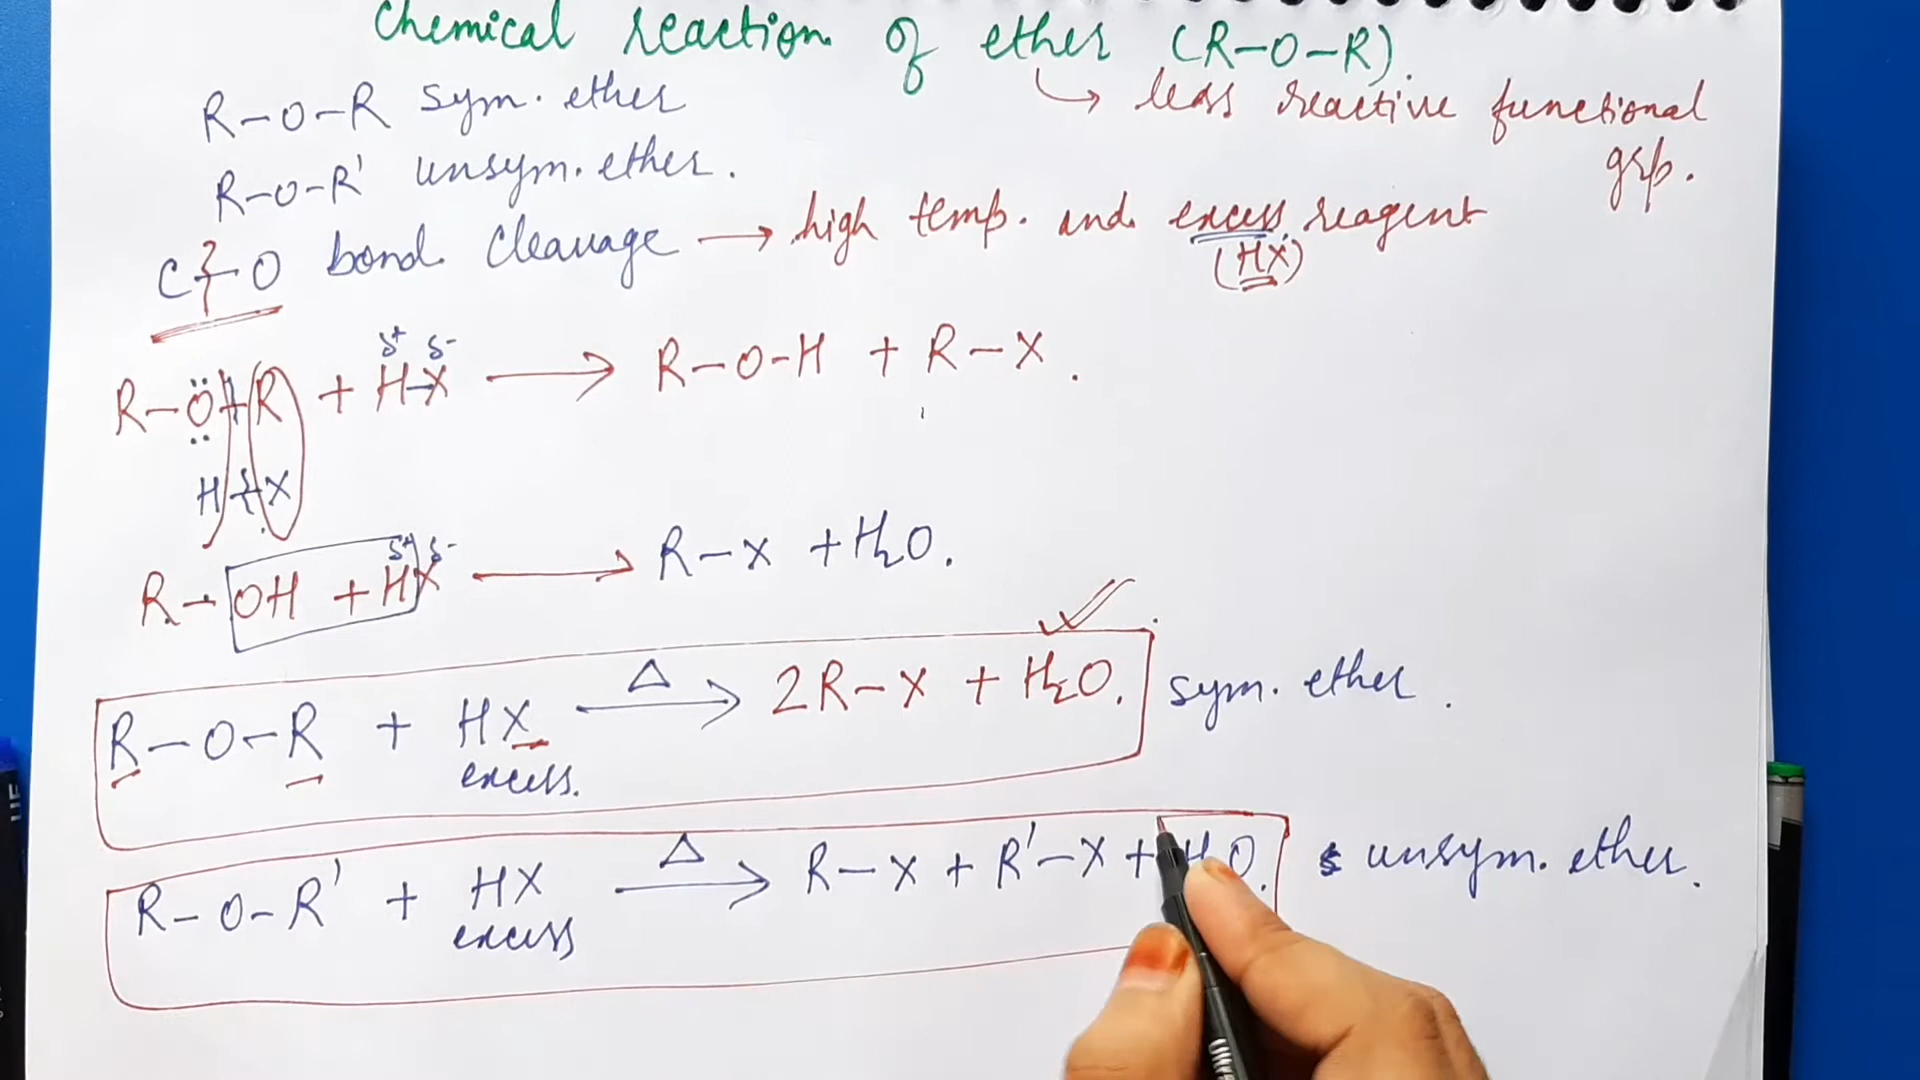 Chemical reaction of ether (R-O-R).
R-O-R sym. ether
↳ less reactive functional grp.
R-O-R' unsym. ether.
C-O bond cleavage → high temp. and excess reagent
(HX)
δ+ δ-
R-O-R + H-X → R-O-H + R-X.
H X
δ+ δ-
R-OH + HX → R-X + H2O.
R-O-R + HX Δ→ 2R-X + H2O. sym. ether.
excess.
R-O-R' + HX Δ→ R-X + R'-X + H2O. unsym. ether.
excess